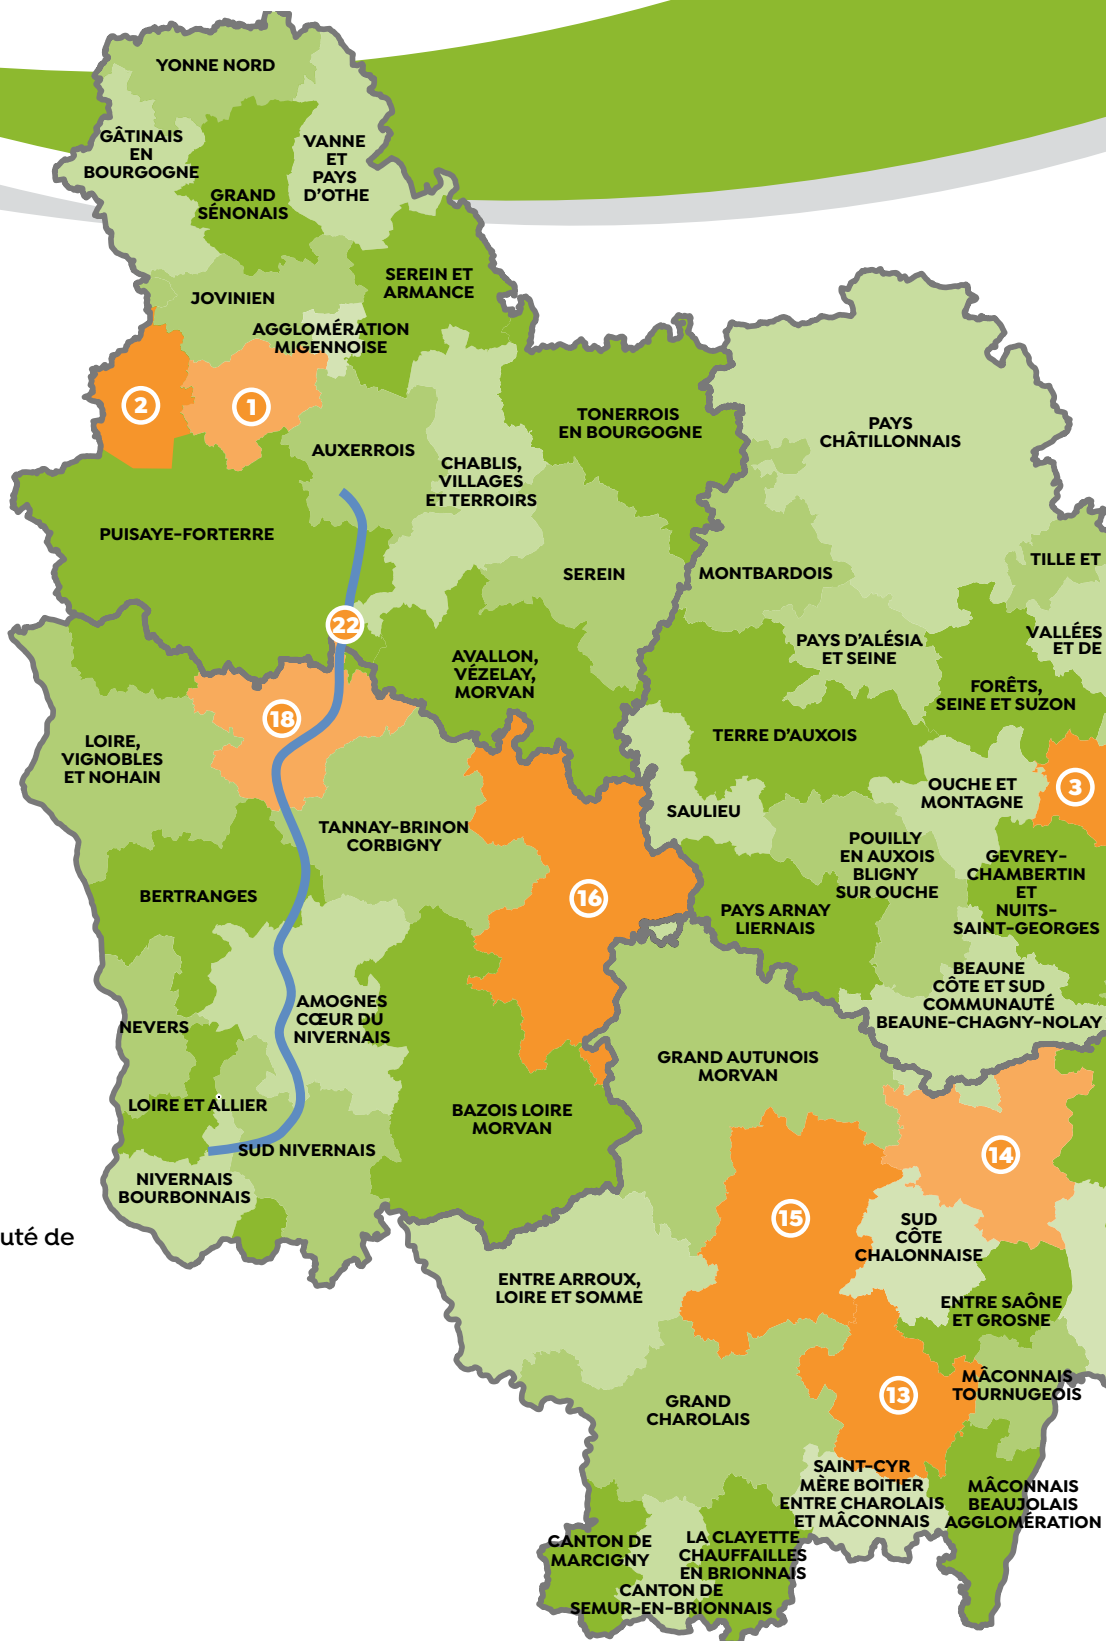 YONNE NORD
GÂTINAIS
EN
BOURGOGNE
VANNE
ET
PAYS
D'OTHE
GRAND
SÉNONAIS
SEREIN ET
ARMANCE
JOVINIEN
AGGLOMÉRATION
MIGENNOISE
2
1
AUXERROIS
TONERROIS
EN BOURGOGNE
PAYS
CHÂTILLONNAIS
CHABLIS,
VILLAGES
ET TERROIRS
PUISAYE-FORTERRE
SEREIN
MONTBARDOIS
TILLE ET
22
PAYS D'ALÉSIA
ET SEINE
VALLÉES
ET DE
AVALLON,
VÉZELAY,
MORVAN
FORÊTS,
SEINE ET SUZON
18
LOIRE,
VIGNOBLES
ET NOHAIN
TERRE D'AUXOIS
OUCHE ET
MONTAGNE
3
SAULIEU
TANNAY-BRINON
CORBIGNY
POUILLY
EN AUXOIS
BLIGNY
SUR OUCHE
GEVREY-
CHAMBERTIN
ET
NUITS-
SAINT-GEORGES
BERTRANGES
16
PAYS ARNAY
LIERNAIS
BEAUNE
CÔTE ET SUD
COMMUNAUTÉ
BEAUNE-CHAGNY-NOLAY
AMOGNES
CŒUR DU
NIVERNAIS
NEVERS
GRAND AUTUNOIS
MORVAN
LOIRE ET ALLIER
BAZOIS LOIRE
MORVAN
14
SUD NIVERNAIS
NIVERNAIS
BOURBONNAIS
15
SUD
CÔTE
CHALONNAISE
uté de
ENTRE ARROUX,
LOIRE ET SOMME
ENTRE SAÔNE
ET GROSNE
MÂCONNAIS
TOURNUGEOIS
13
GRAND
CHAROLAIS
SAINT-CYR
MÈRE BOITIER
ENTRE CHAROLAIS
ET MÂCONNAIS
MÂCONNAIS
BEAUJOLAIS
AGGLOMÉRATION
CANTON DE
MARCIGNY
LA CLAYETTE
CHAUFFAILLES
EN BRIONNAIS
CANTON DE
SEMUR-EN-BRIONNAIS